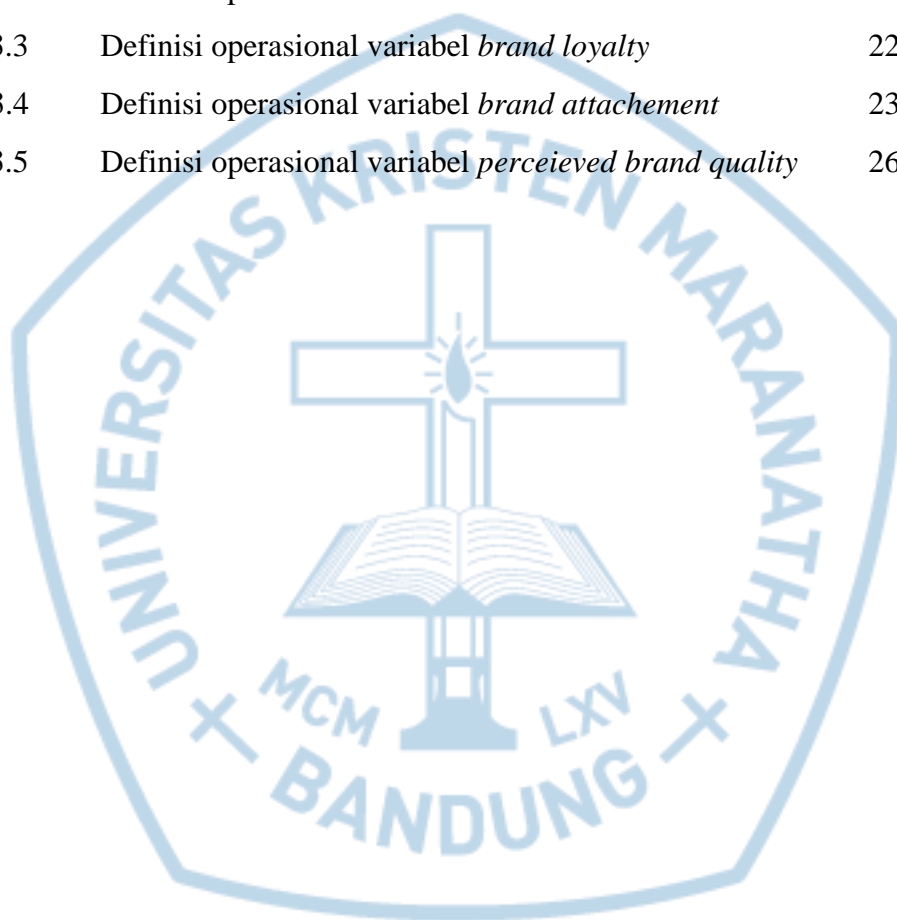 3.3 Definisi operasional variabel brand loyalty 22
3.4 Definisi operasional variabel brand attachement 23
3.5 Definisi operasional variabel perceieved brand quality 26
UNIVERSITAS KRISTEN MARANATHA
MCM LXV
BANDUNG